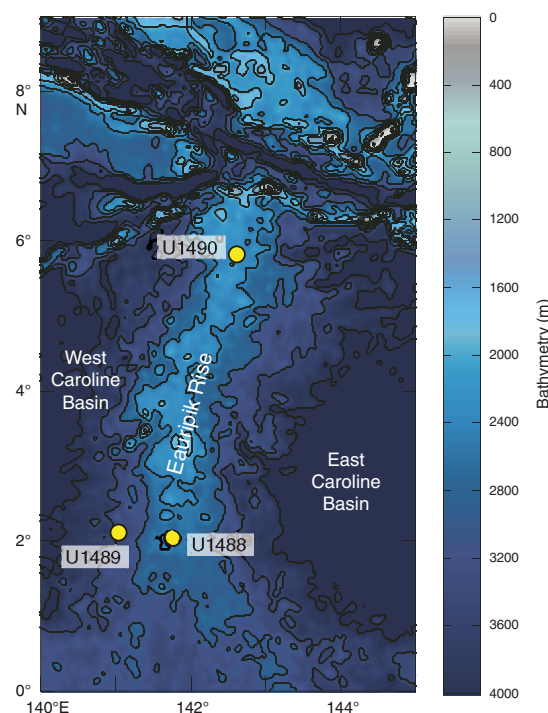 8°
N
6°
4°
2°
0°
140°E
142°
144°
U1490
West
Caroline
Basin
Eauripik Rise
East
Caroline
Basin
U1489
U1488
0
400
800
1200
1600
2000
2400
2800
3200
3600
4000
Bathymetry (m)